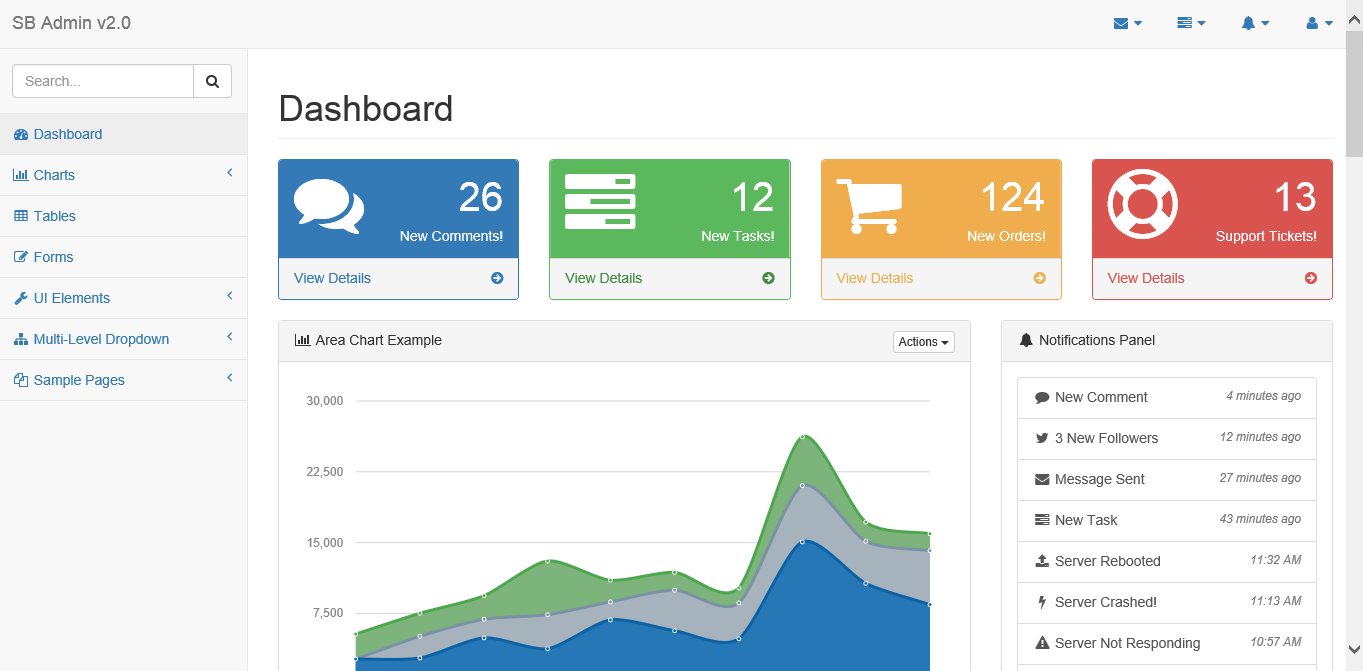 SB Admin v2.0
Search...
Dashboard
Charts
Tables
Forms
UI Elements
Multi-Level Dropdown
Sample Pages
Dashboard
26
New Comments!
View Details
12
New Tasks!
View Details
124
New Orders!
View Details
13
Support Tickets!
View Details
Area Chart Example
Actions
30,000
22,500
15,000
7,500
Notifications Panel
New Comment 4 minutes ago
3 New Followers 12 minutes ago
Message Sent 27 minutes ago
New Task 43 minutes ago
Server Rebooted 11:32 AM
Server Crashed! 11:13 AM
Server Not Responding 10:57 AM